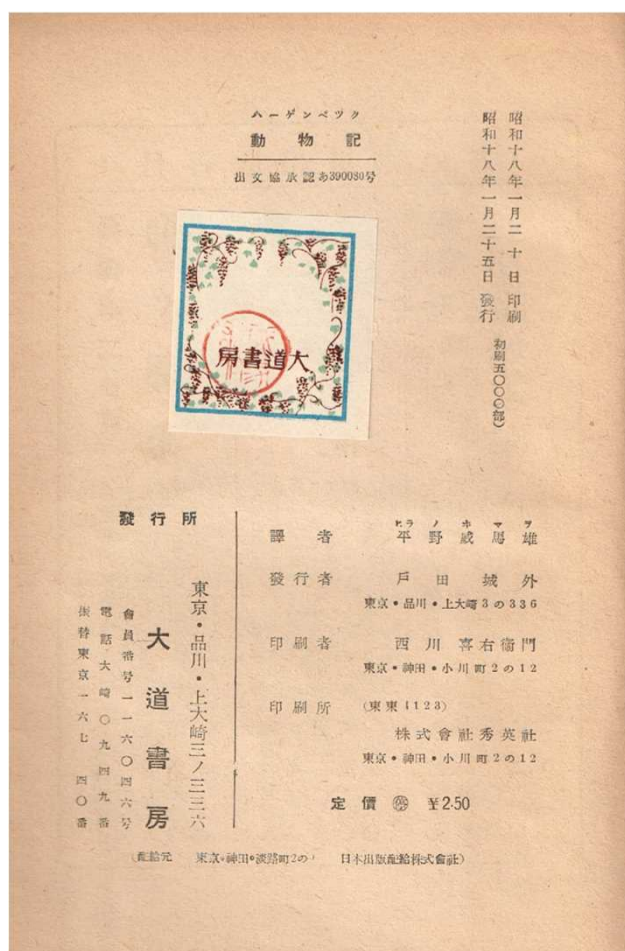 ハーゲンベック
動物記
出文協承認あ390080号
昭和十八年一月二十日印刷
昭和十八年一月二十五日發行
初刷五〇〇〇部)
大道書房
ヒラノホマヲ
譯者 平野威馬雄
發行者 戸田城外
東京・品川・上大崎3の336
印刷者 西川喜右衞門
東京・神田・小川町2の12
印刷所 (東東1123)
株式會社秀英社
東京・神田・小川町2の12
定價 ¥2.50
發行所
東京・品川・上大崎三ノ三三六
大道書房
會員番号一一六〇四六号
電話大崎〇九四九番
振替東京一六七四〇番
(配給元 東京・神田・淡路町2の 日本出版配給株式會社)